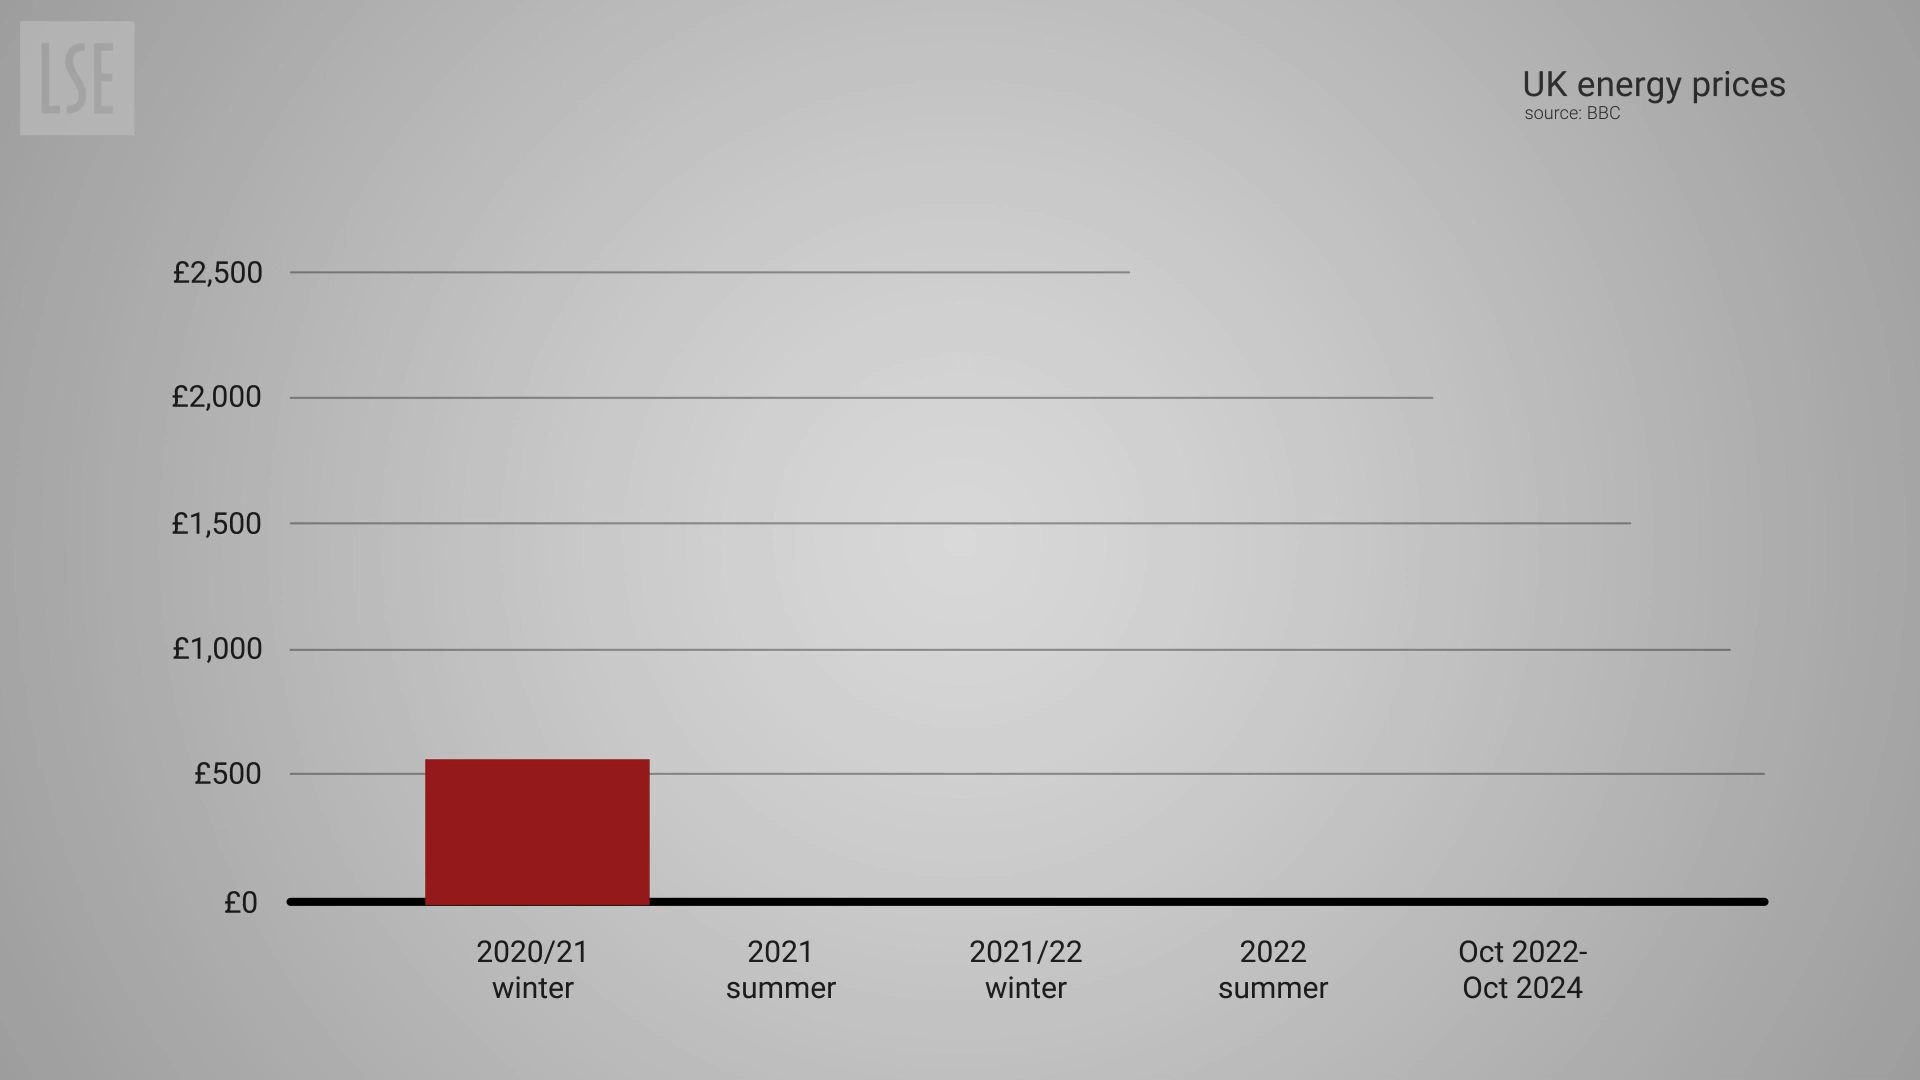 LSE
UK energy prices
source: BBC
£2,500
£2,000
£1,500
£1,000
£500
£0
2020/21
winter
2021
summer
2021/22
winter
2022
summer
Oct 2022-
Oct 2024